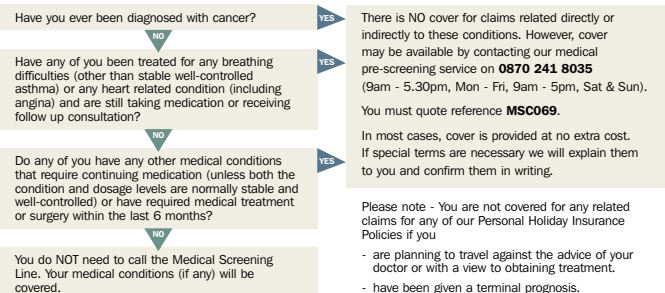 Have you ever been diagnosed with cancer?
YES
NO
Have any of you been treated for any breathing
difficulties (other than stable well-controlled
asthma) or any heart related condition (including
angina) and are still taking medication or receiving
follow up consultation?
YES
NO
Do any of you have any other medical conditions
that require continuing medication (unless both the
condition and dosage levels are normally stable and
well-controlled) or have required medical treatment
or surgery within the last 6 months?
YES
NO
You do NOT need to call the Medical Screening
Line. Your medical conditions (if any) will be
covered.
There is NO cover for claims related directly or
indirectly to these conditions. However, cover
may be available by contacting our medical
pre-screening service on 0870 241 8035
(9am - 5.30pm, Mon - Fri, 9am - 5pm, Sat & Sun).
You must quote reference MSC069.
In most cases, cover is provided at no extra cost.
If special terms are necessary we will explain them
to you and confirm them in writing.
Please note - You are not covered for any related
claims for any of our Personal Holiday Insurance
Policies if you
- are planning to travel against the advice of your
doctor or with a view to obtaining treatment.
- have been given a terminal prognosis.